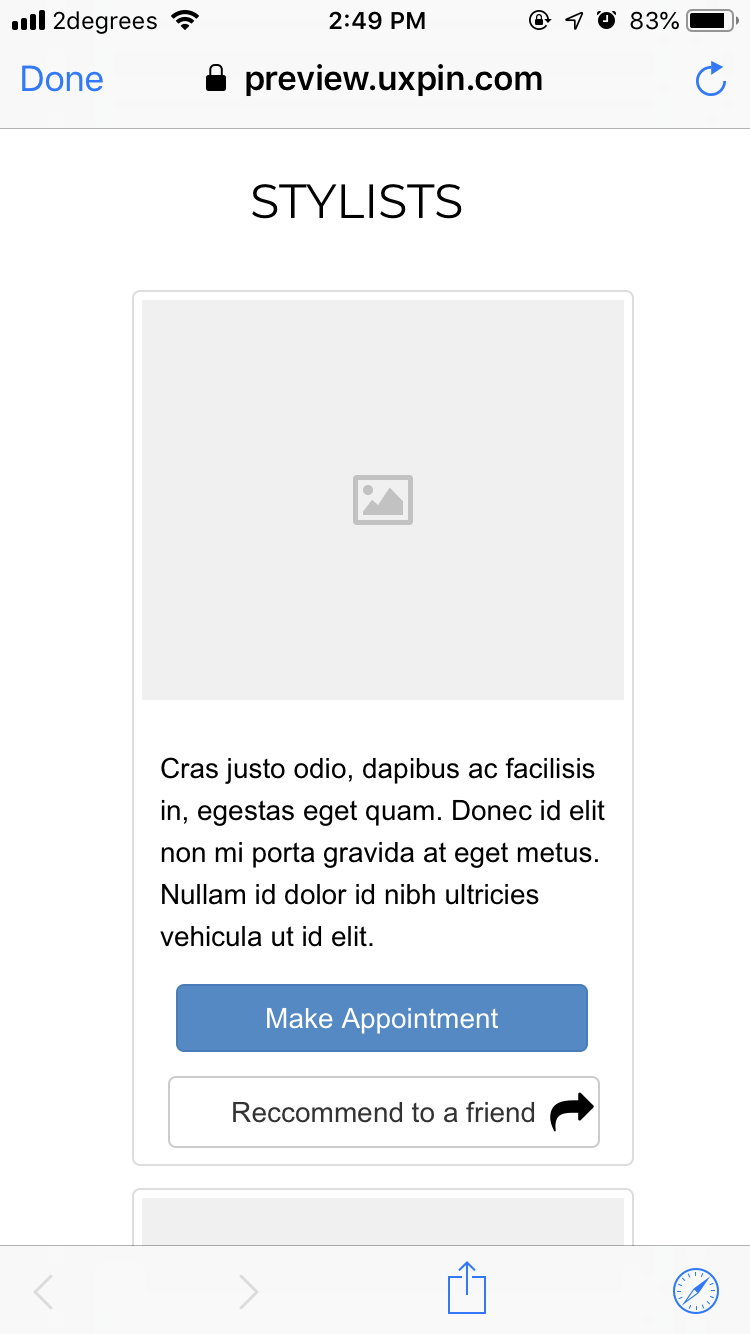 2degrees 2:49 PM 83%
Done preview.uxpin.com
STYLISTS
Cras justo odio, dapibus ac facilisis
in, egestas eget quam. Donec id elit
non mi porta gravida at eget metus.
Nullam id dolor id nibh ultricies
vehicula ut id elit.
Make Appointment
Reccommend to a friend